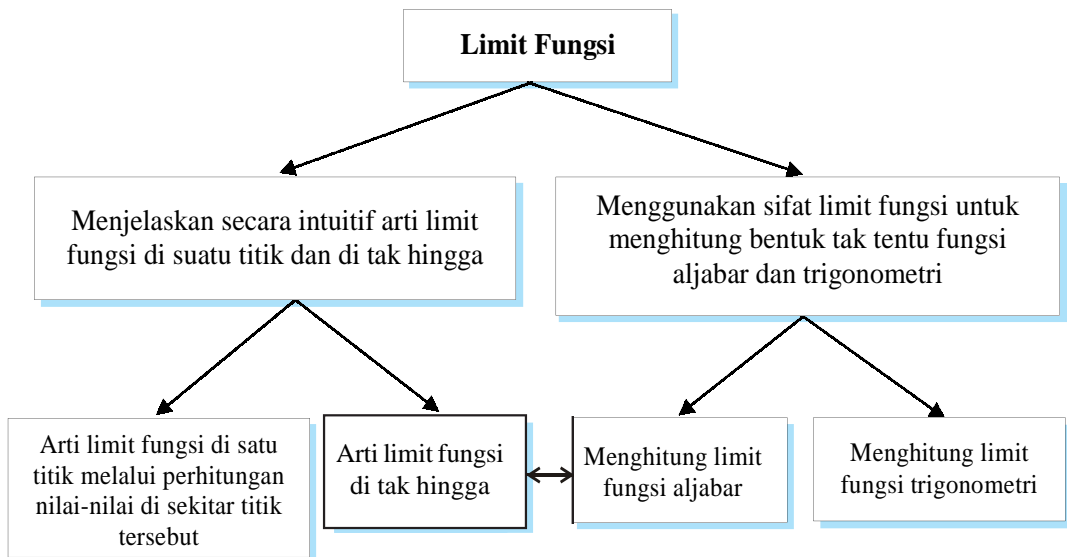 Limit Fungsi
Menjelaskan secara intuitif arti limit
fungsi di suatu titik dan di tak hingga
Menggunakan sifat limit fungsi untuk
menghitung bentuk tak tentu fungsi
aljabar dan trigonometri
Arti limit fungsi di satu
titik melalui perhitungan
nilai-nilai di sekitar titik
tersebut
Arti limit fungsi
di tak hingga
Menghitung limit
fungsi aljabar
Menghitung limit
fungsi trigonometri